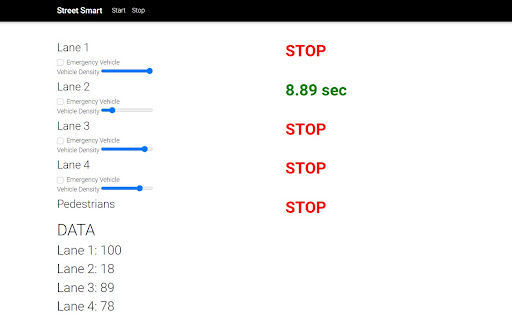 Street Smart Start Stop
Lane 1 STOP
Emergency Vehicle
Vehicle Density
Lane 2 8.89 sec
Emergency Vehicle
Vehicle Density
Lane 3 STOP
Emergency Vehicle
Vehicle Density
Lane 4 STOP
Emergency Vehicle
Vehicle Density
Pedestrians STOP
DATA
Lane 1: 100
Lane 2: 18
Lane 3: 89
Lane 4: 78